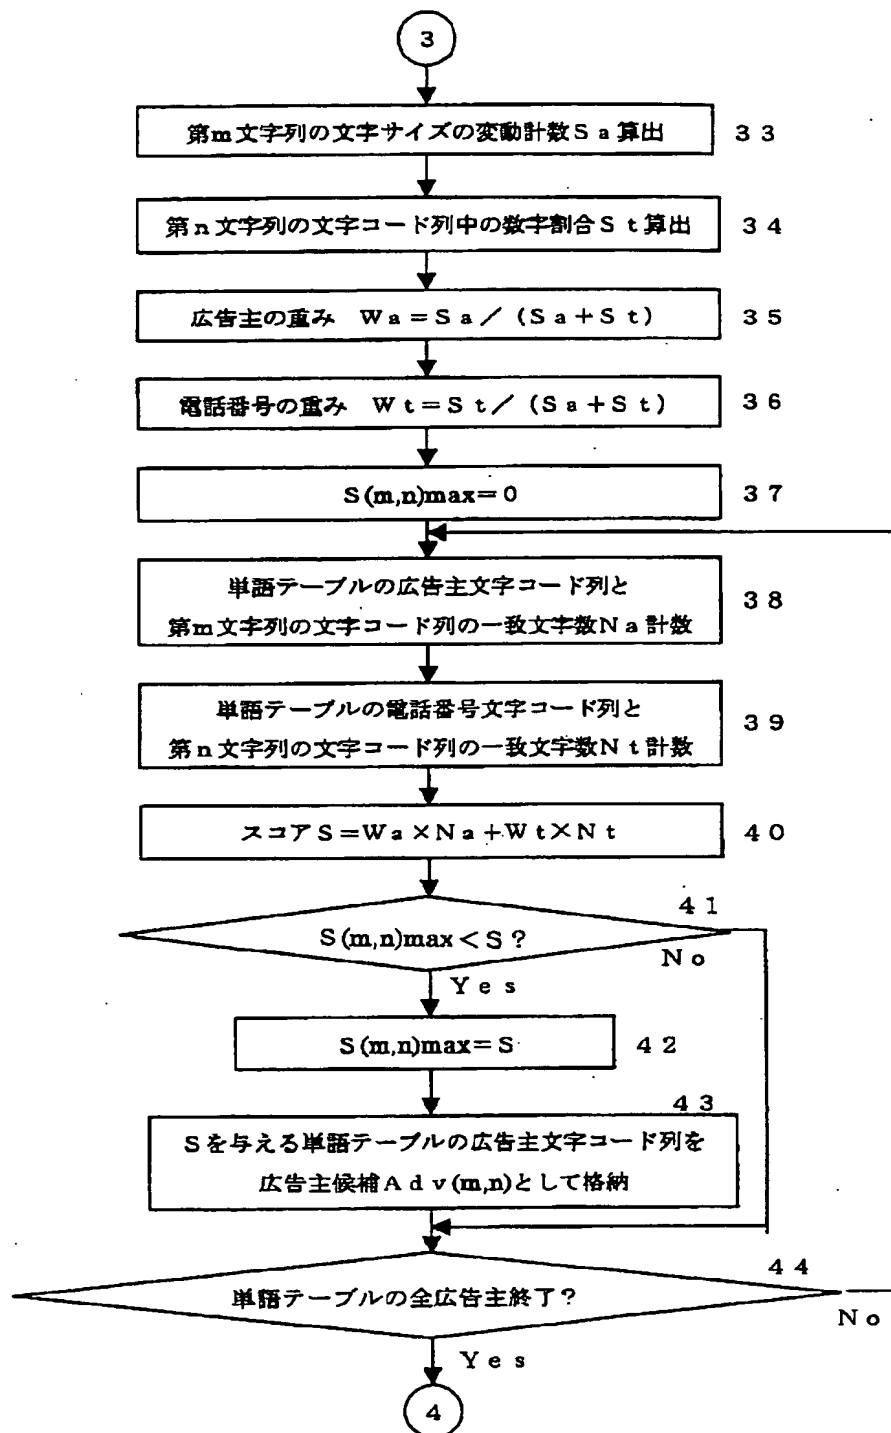 3
第m文字列の文字サイズの変動計数Sa算出 33
第n文字列の文字コード列中の数字割合St算出 34
広告主の重み Wa=Sa/(Sa+St) 35
電話番号の重み Wt=St/(Sa+St) 36
S(m,n)max=0 37
単語テーブルの広告主文字コード列と
第m文字列の文字コード列の一致文字数Na計数
38
単語テーブルの電話番号文字コード列と
第n文字列の文字コード列の一致文字数Nt計数
39
スコアS=Wa×Na+Wt×Nt 40
41
S(m,n)max<S?
No
Yes
S(m,n)max=S 42
43
Sを与える単語テーブルの広告主文字コード列を
広告主候補Adv(m,n)として格納
44
単語テーブルの全広告主終了?
No
Yes
4